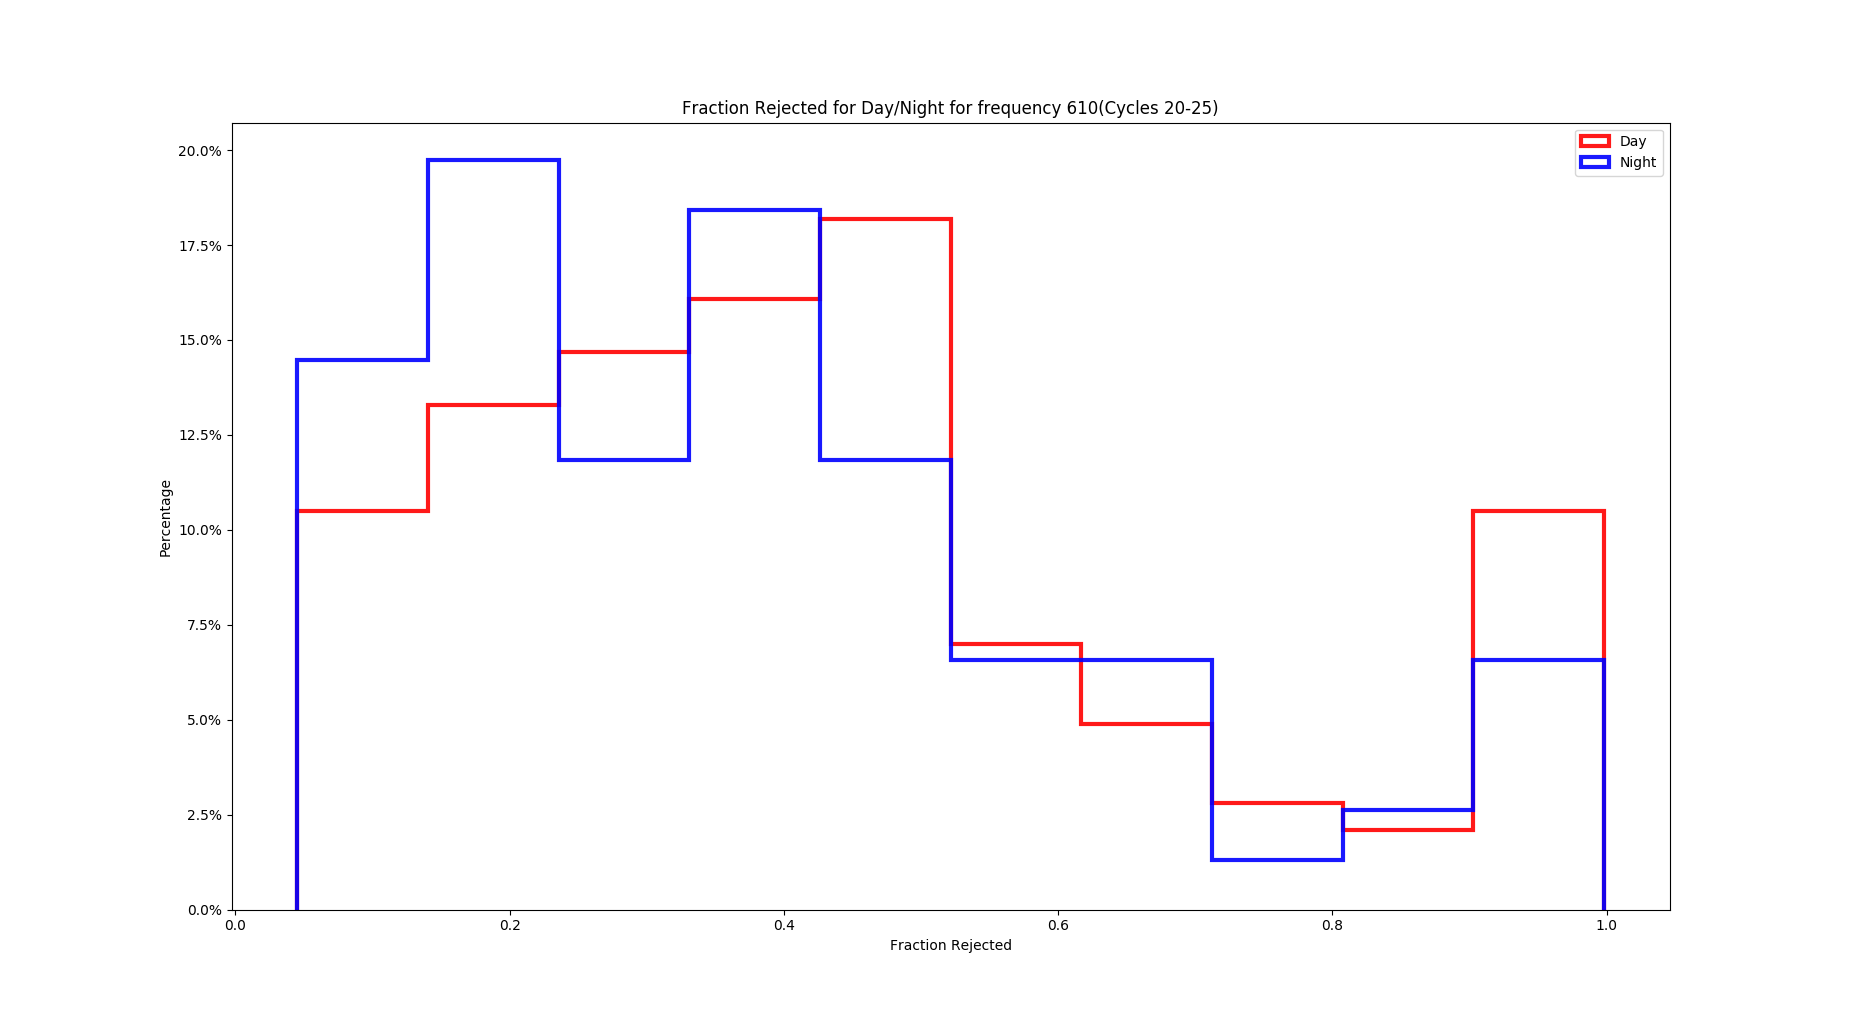 Fraction Rejected for Day/Night for frequency 610(Cycles 20-25)
Day
Night
20.0%
17.5%
15.0%
12.5%
10.0%
7.5%
5.0%
2.5%
0.0%
Percentage
0.0 0.2 0.4 0.6 0.8 1.0
Fraction Rejected